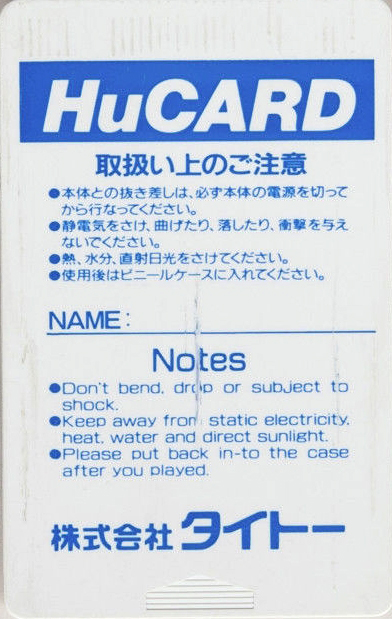 HuCARD
取扱い上のご注意
●本体との抜き差しは、必ず本体の電源を切って
から行なってください。
●静電気をさけ、曲げたり、落したり、衝撃を与え
ないでください。
●熱、水分、直射日光をさけてください。
●使用後はビニールケースに入れてください。
NAME:
Notes
●Don't bend, drop or subject to
shock.
●Keep away from static electricity,
heat, water and direct sunlight.
●Please put back in-to the case
after you played.
株式会社タイトー